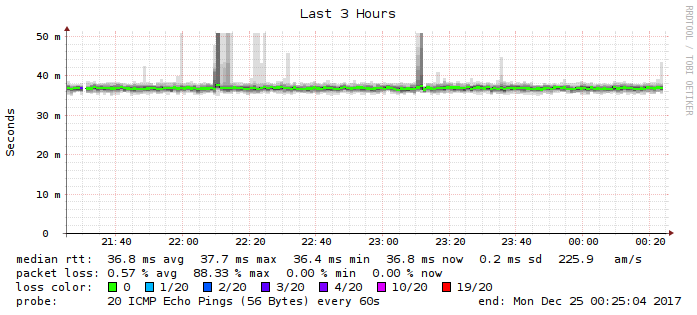 Last 3 Hours
RRDTOOL / TOBI OETIKER
Seconds
50 m
40 m
30 m
20 m
10 m
0
21:40 22:00 22:20 22:40 23:00 23:20 23:40 00:00 00:20
median rtt: 36.8 ms avg 37.7 ms max 36.4 ms min 36.8 ms now 0.2 ms sd 225.9 am/s
packet loss: 0.57 % avg 88.33 % max 0.00 % min 0.00 % now
loss color: 0 1/20 2/20 3/20 4/20 10/20 19/20
probe: 20 ICMP Echo Pings (56 Bytes) every 60s end: Mon Dec 25 00:25:04 2017